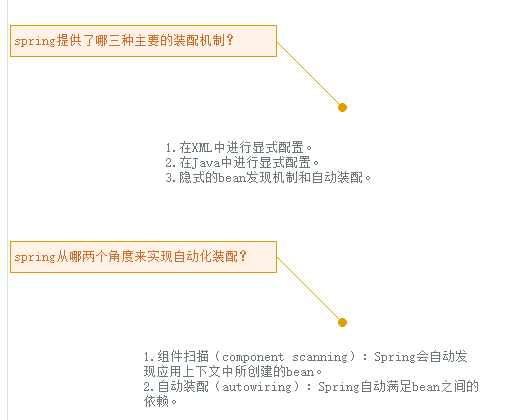 spring提供了哪三种主要的装配机制？
1.在XML中进行显式配置。
2.在Java中进行显式配置。
3.隐式的bean发现机制和自动装配。
spring从哪两个角度来实现自动化装配？
1.组件扫描（component scanning）：Spring会自动发
现应用上下文中所创建的bean。
2.自动装配（autowiring）：Spring自动满足bean之间的
依赖。